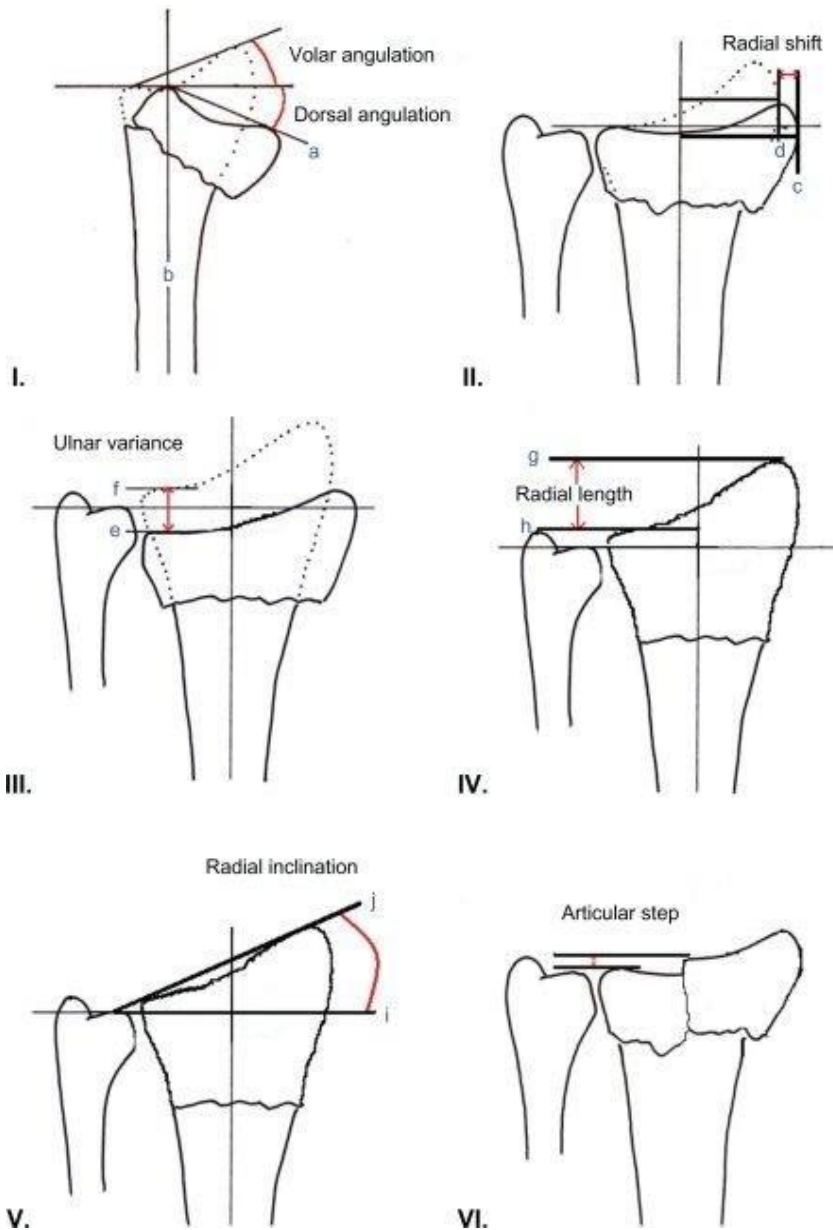 Volar angulation
Dorsal angulation
a
b
I.
Radial shift
d
c
II.
Ulnar variance
f
e
III.
g
Radial length
h
IV.
Radial inclination
j
i
V.
Articular step
VI.